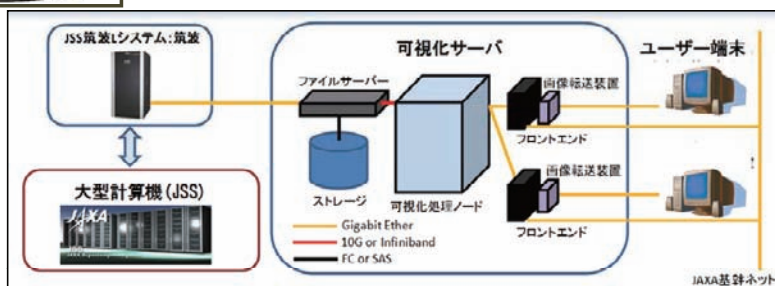 JSS筑波Lシステム:筑波
大型計算機(JSS)
JAXA
可視化サーバ
ファイルサーバー
ストレージ
可視化処理ノード
画像転送装置
フロントエンド
画像転送装置
フロントエンド
Gigabit Ether
10G or Infiniband
FC or SAS
ユーザー端末
JAXA基幹ネット